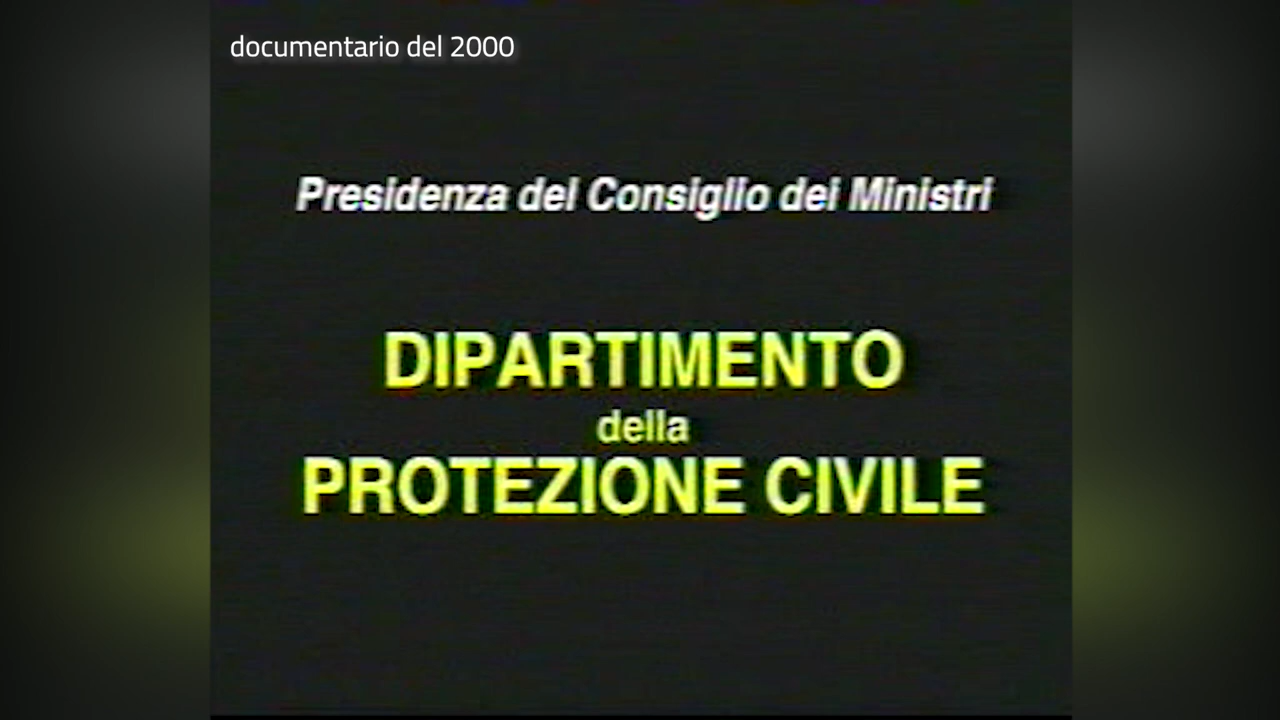 documentario del 2000
Presidenza del Consiglio dei Ministri
DIPARTIMENTO
della
PROTEZIONE CIVILE